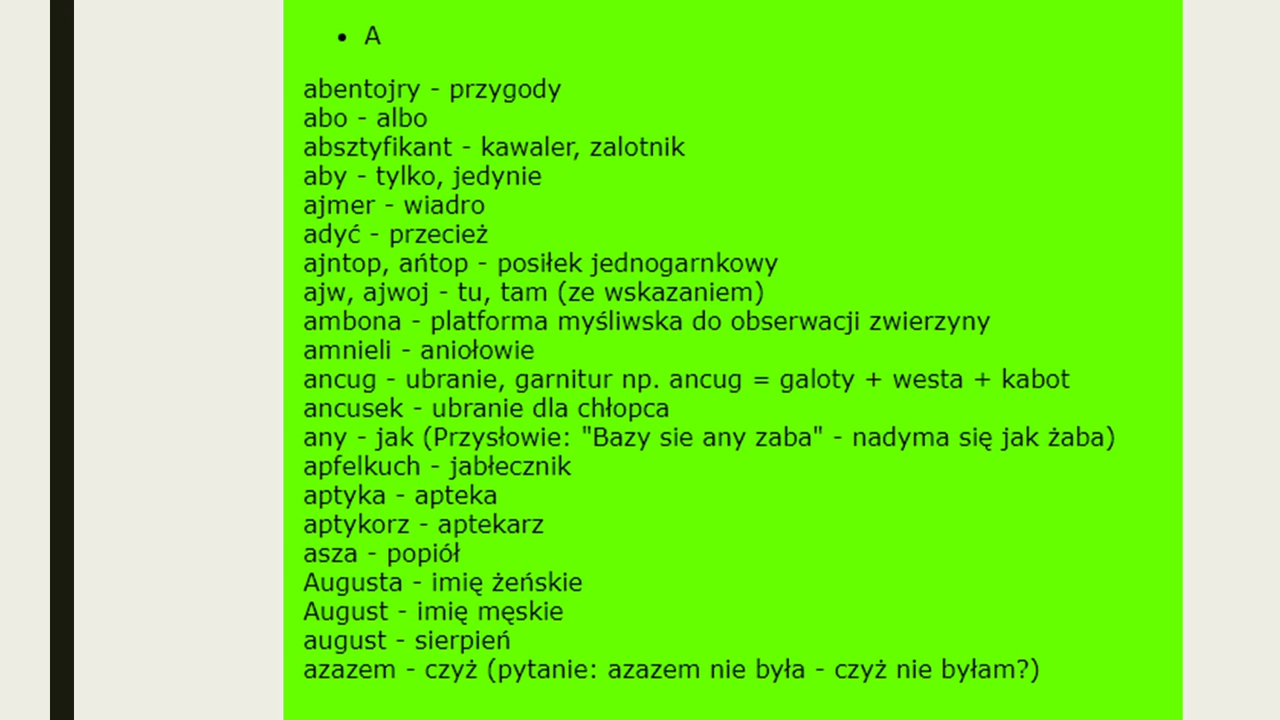 • A
abentojry - przygody
abo - albo
absztyfikant - kawaler, zalotnik
aby - tylko, jedynie
ajmer - wiadro
adyć - przecież
ajntop, ańtop - posiłek jednogarnkowy
ajw, ajwoj - tu, tam (ze wskazaniem)
ambona - platforma myśliwska do obserwacji zwierzyny
amnieli - aniołowie
ancug - ubranie, garnitur np. ancug = galoty + westa + kabot
ancusek - ubranie dla chłopca
any - jak (Przysłowie: "Bazy sie any zaba" - nadyma się jak żaba)
apfelkuch - jabłecznik
aptyka - apteka
aptykorz - aptekarz
asza - popiół
Augusta - imię żeńskie
August - imię męskie
august - sierpień
azazem - czyż (pytanie: azazem nie była - czyż nie byłam?)